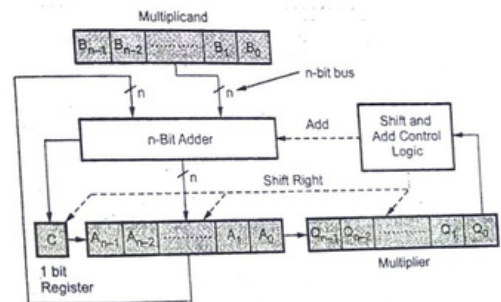 Multiplicand
Bn–1 Bn–2 ········· B1 B0
n n n-bit bus
n-Bit Adder
Add
Shift and
Add Control
Logic
n
Shift Right
C An–1 An–2 ········· A1 A0 Qn–1 Qn–2 ········· Q1 Q0
1 bit
Register
Multiplier